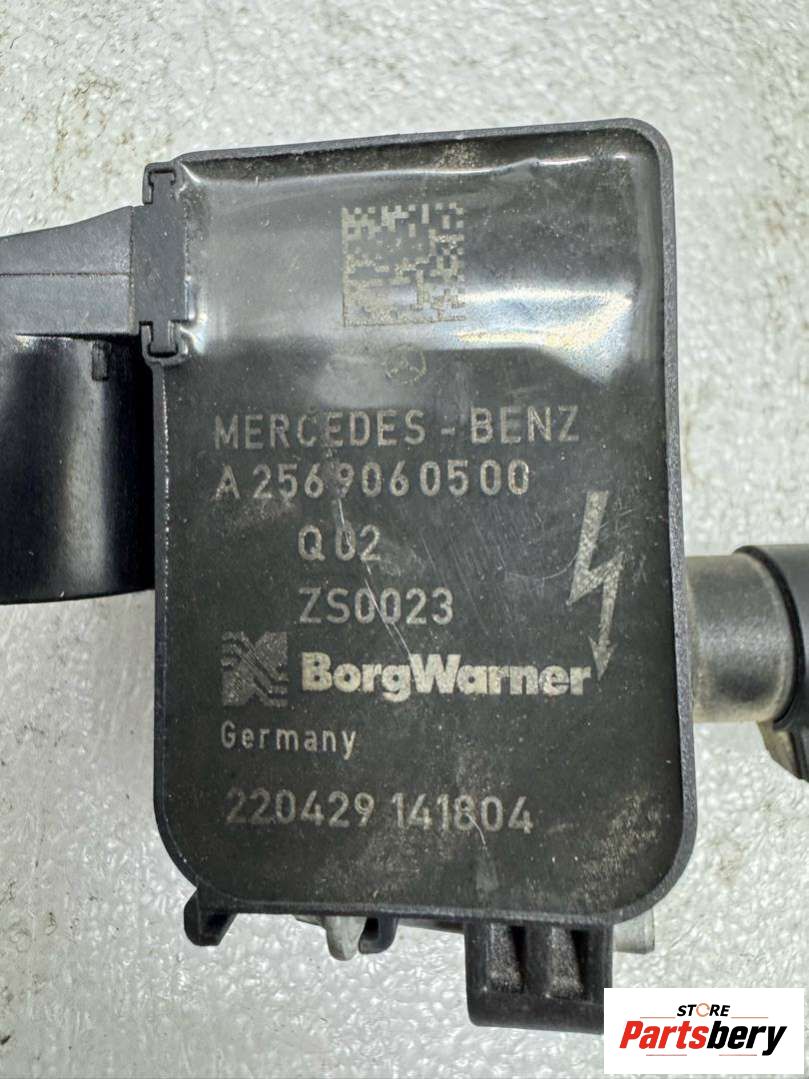 MERCEDES-BENZ
A 2569060500
Q02
ZS0023
BorgWarner
Germany
220429 141804
STORE
Partsbery